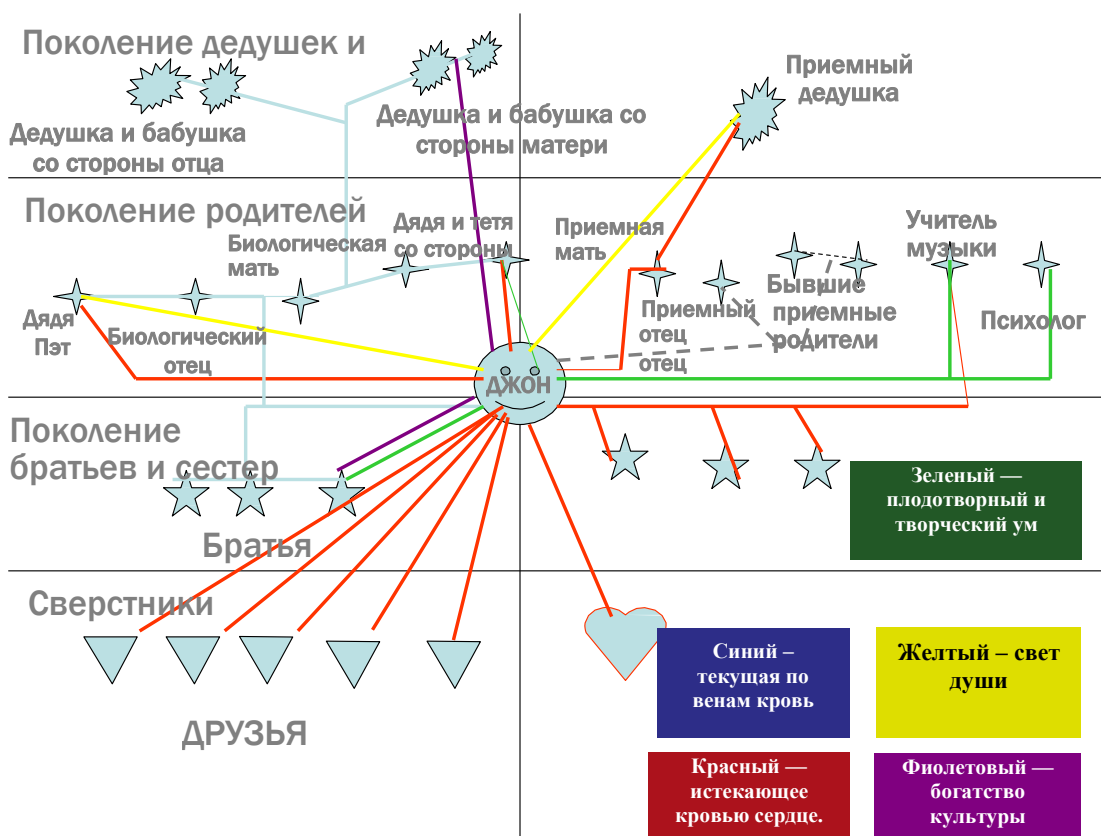 Поколение дедушек и
Дедушка и бабушка
со стороны отца
Дедушка и бабушка со
стороны матери
Приемный
дедушка
Поколение родителей
Биологическая
мать
Дядя и тетя
со стороны
Приемная
мать
Учитель
музыки
Дядя
Пэт
Биологический
отец
Приемный
отец
отец
Бывшие
приемные
родители
Психолог
ДЖОН
Поколение
братьев и сестер
Братья
Зеленый —
плодотворный и
творческий ум
Сверстники
ДРУЗЬЯ
Синий –
текущая по
венам кровь
Желтый – свет
души
Красный —
истекающее
кровью сердце.
Фиолетовый —
богатство
культуры